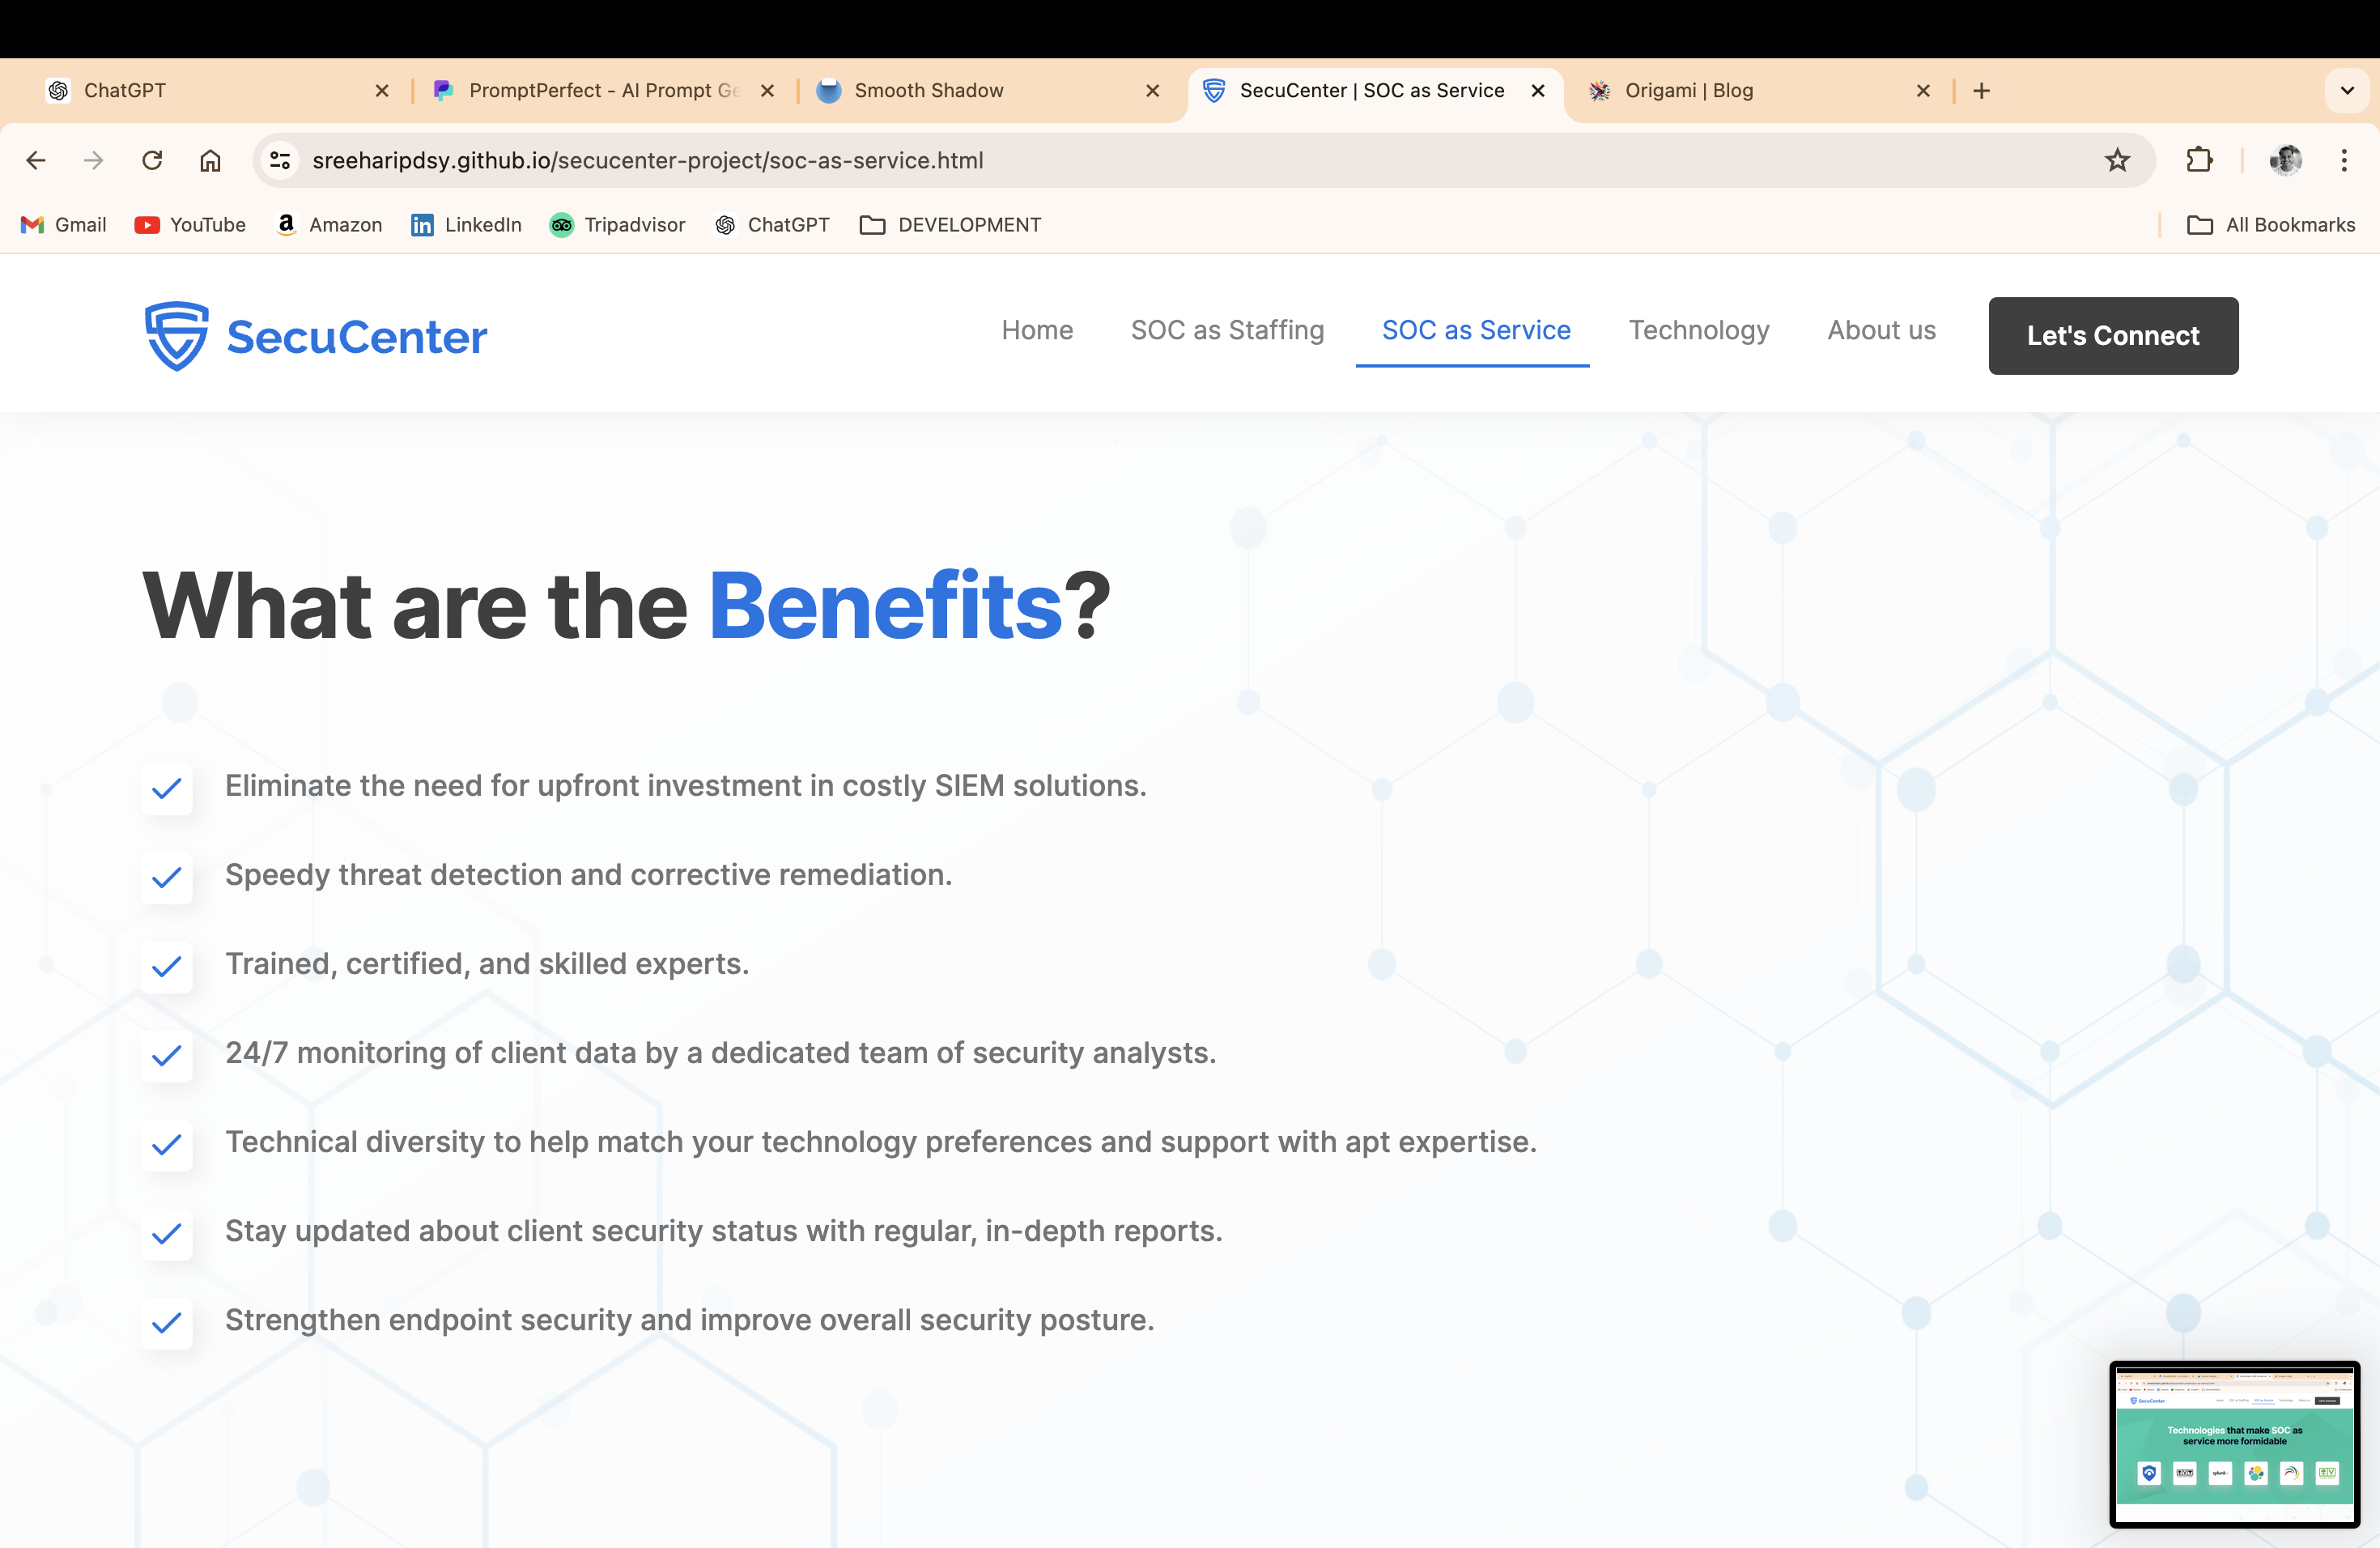 ChatGPT
PromptPerfect - AI Prompt Ge
Smooth Shadow
SecuCenter | SOC as Service
Origami | Blog
sreeharipdsy.github.io/secucenter-project/soc-as-service.html
Gmail
YouTube
Amazon
LinkedIn
Tripadvisor
ChatGPT
DEVELOPMENT
All Bookmarks
SecuCenter
Home
SOC as Staffing
SOC as Service
Technology
About us
Let's Connect
What are the Benefits?
Eliminate the need for upfront investment in costly SIEM solutions.
Speedy threat detection and corrective remediation.
Trained, certified, and skilled experts.
24/7 monitoring of client data by a dedicated team of security analysts.
Technical diversity to help match your technology preferences and support with apt expertise.
Stay updated about client security status with regular, in-depth reports.
Strengthen endpoint security and improve overall security posture.
SecuCenter
Technologies that make SOC as
service more formidable
splunk>